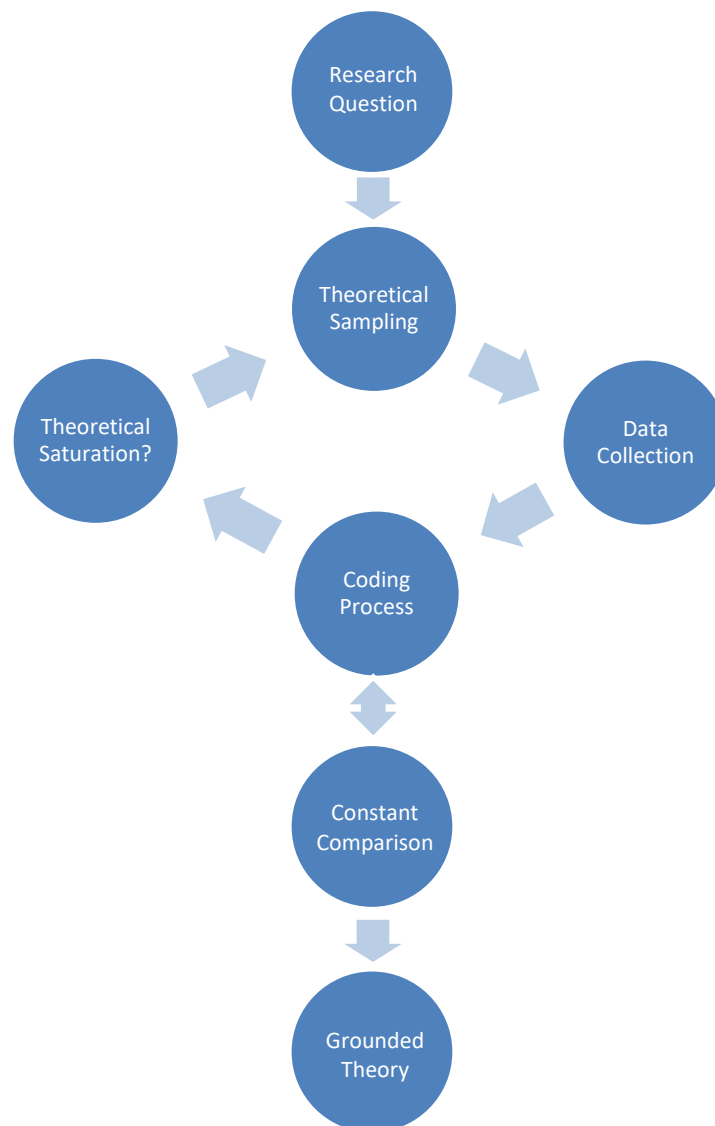 Research
Question
Theoretical
Sampling
Theoretical
Saturation?
Data
Collection
Coding
Process
Constant
Comparison
Grounded
Theory